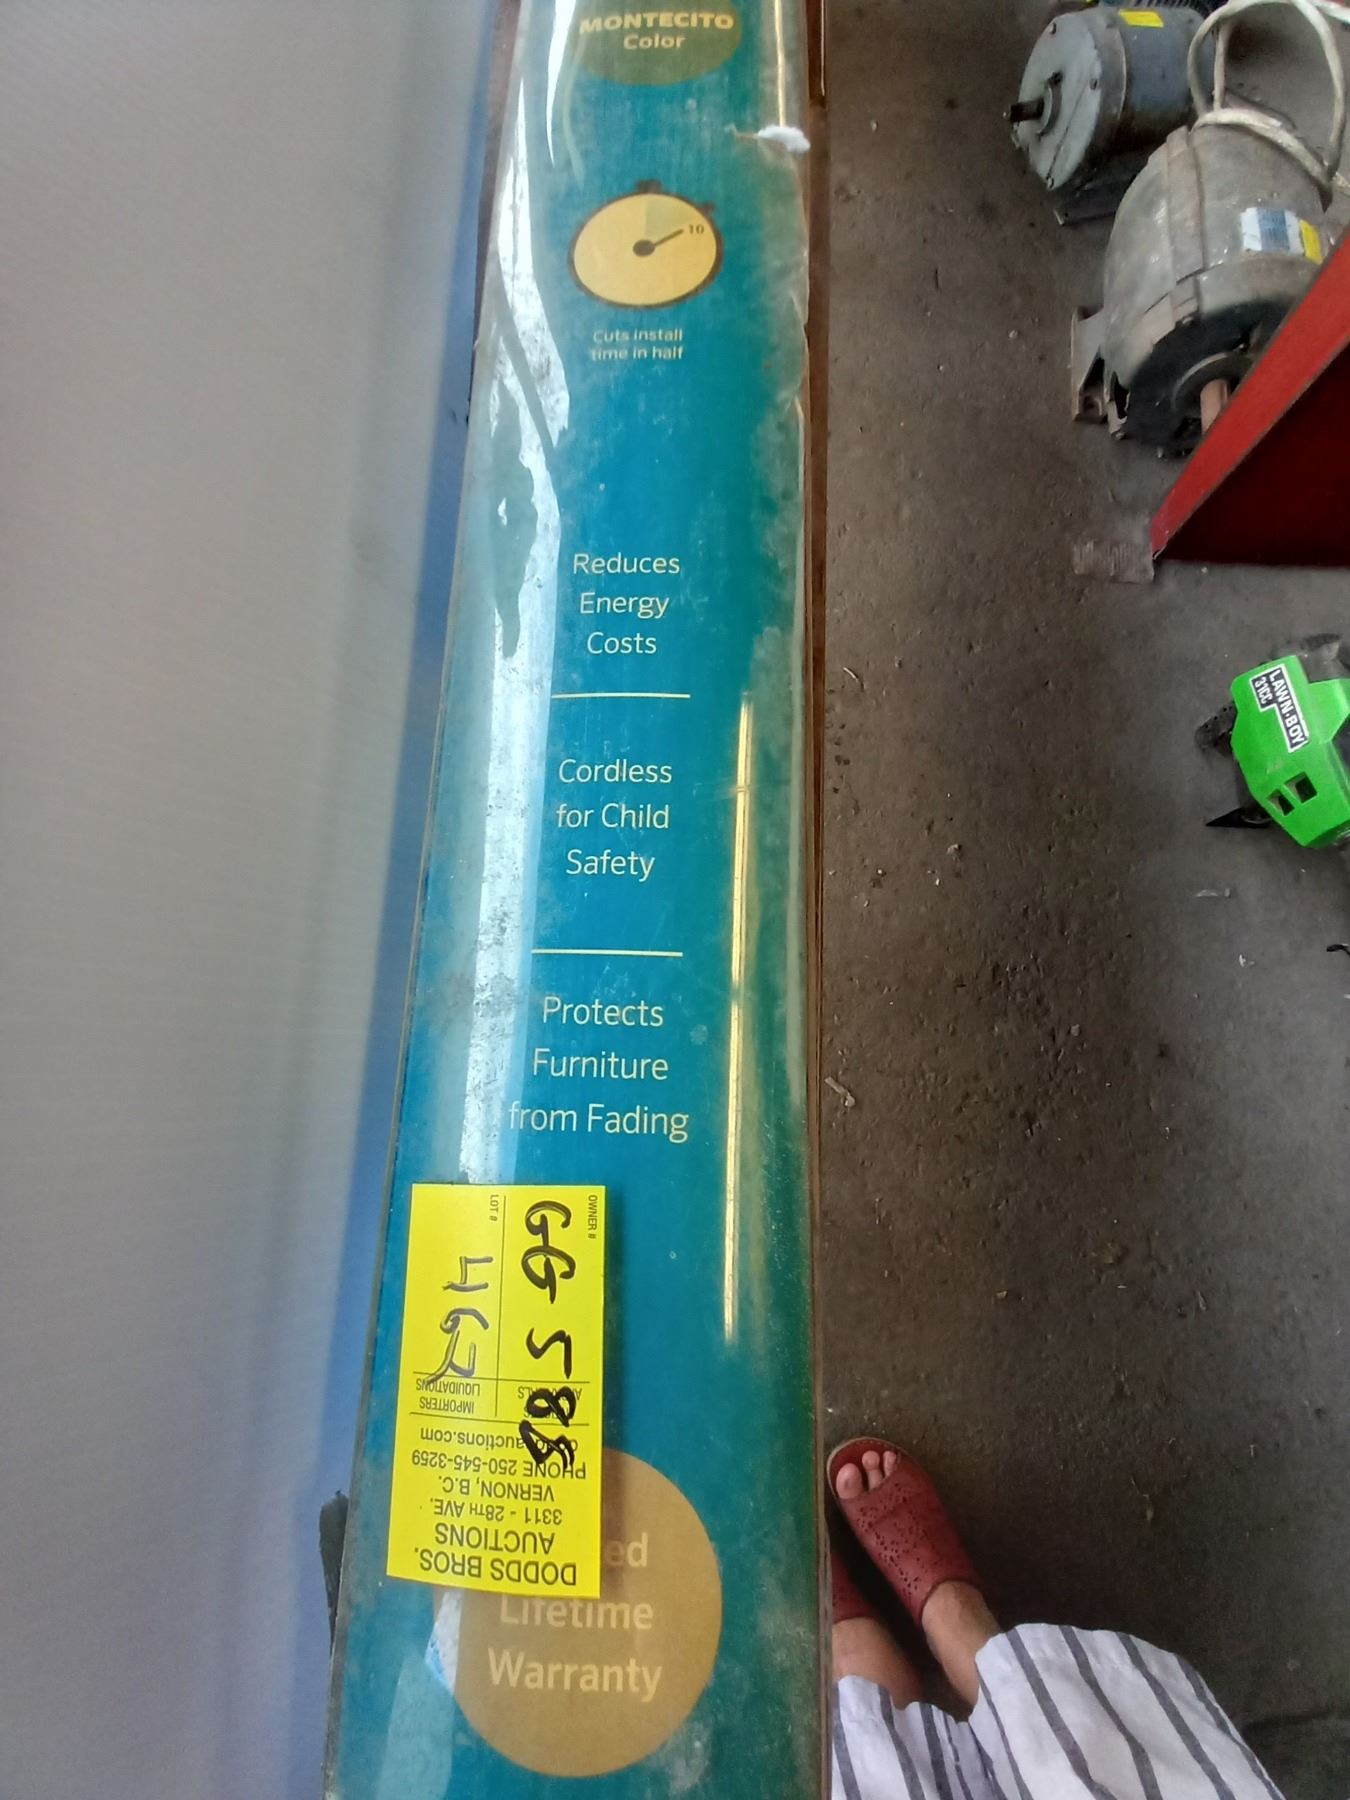 MONTECITO
Color
10
Cuts install
time in half
Reduces
Energy
Costs
Cordless
for Child
Safety
Protects
Furniture
from Fading
OWNER #
GG 588
LOT #
467
IMPORTERS
LIQUIDATIONS
DODDS BROS.
AUCTIONS
3311 - 28TH AVE.
VERNON, B.C.
PHONE 250-545-3259
auctions.com
Lifetime
Warranty
LAWN-BOY
31CC